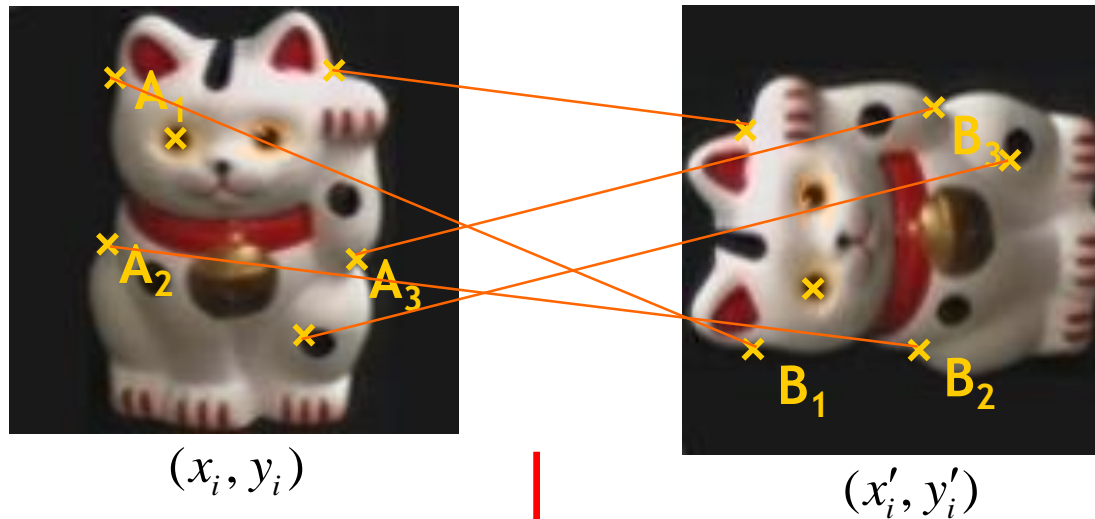 A₁
A₂
A₃
B₃
B₁
B₂
(xᵢ, yᵢ)
(x′ᵢ, y′ᵢ)